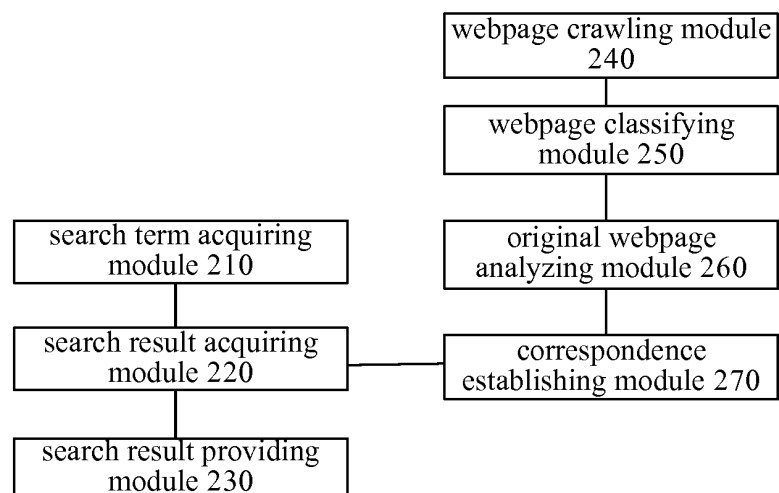 webpage crawling module
240
webpage classifying
module 250
original webpage
analyzing module 260
correspondence
establishing module 270
search term acquiring
module 210
search result acquiring
module 220
search result providing
module 230